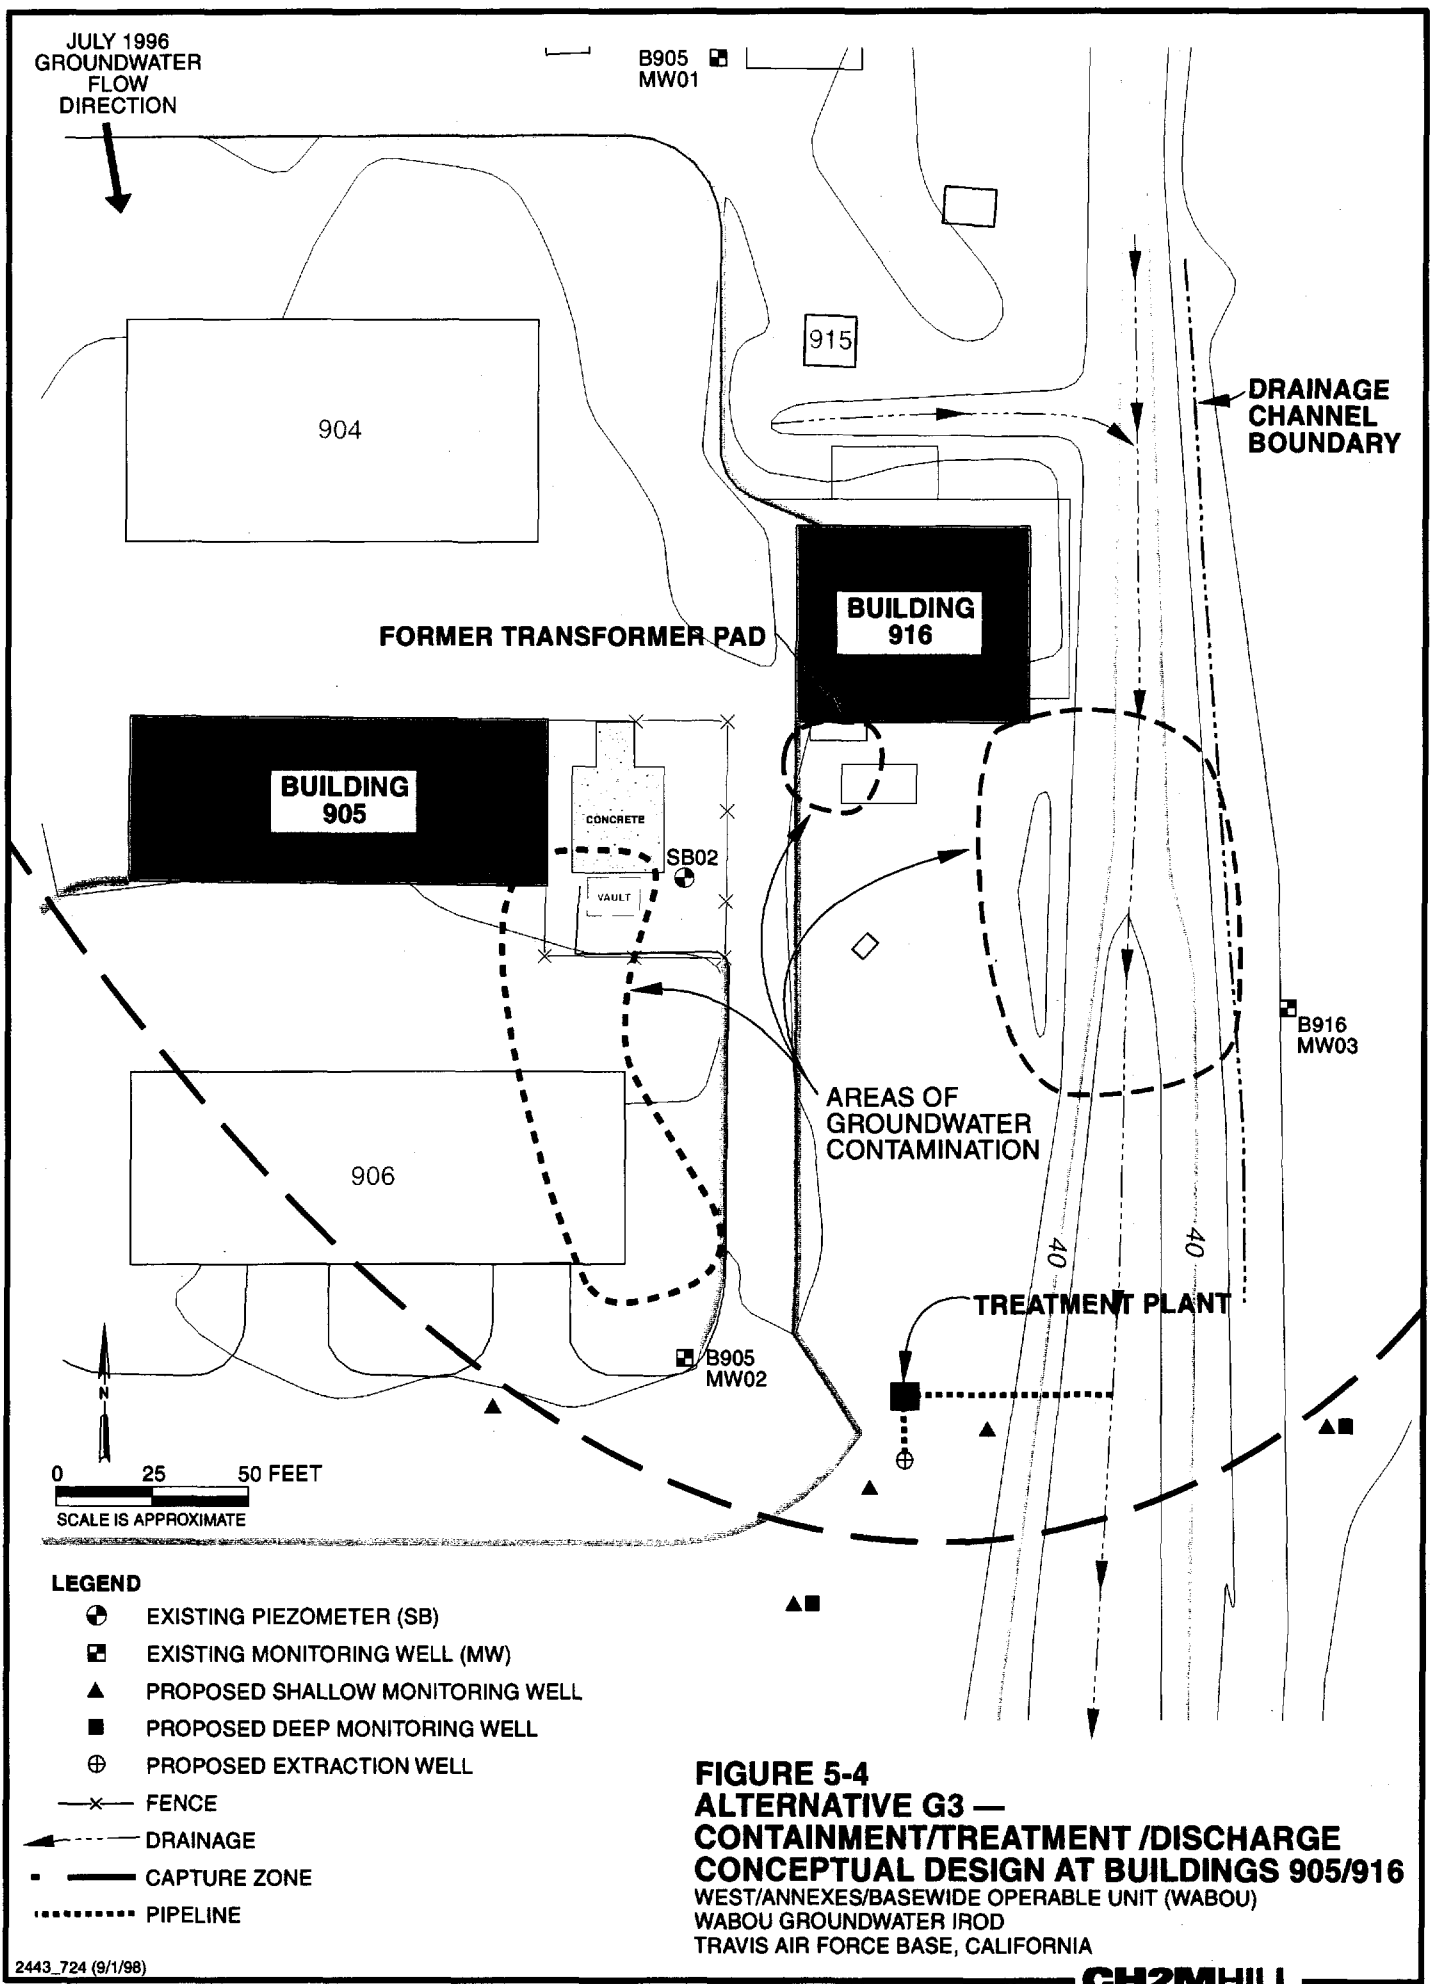 JULY 1996
GROUNDWATER
FLOW
DIRECTION
B905
MW01
915
DRAINAGE
CHANNEL
BOUNDARY
904
BUILDING
916
FORMER TRANSFORMER PAD
BUILDING
905
CONCRETE
SB02
VAULT
B916
MW03
AREAS OF
GROUNDWATER
CONTAMINATION
906
40
40
TREATMENT PLANT
B905
MW02
N
0 25 50 FEET
SCALE IS APPROXIMATE
LEGEND
EXISTING PIEZOMETER (SB)
EXISTING MONITORING WELL (MW)
PROPOSED SHALLOW MONITORING WELL
PROPOSED DEEP MONITORING WELL
PROPOSED EXTRACTION WELL
FENCE
DRAINAGE
CAPTURE ZONE
PIPELINE
FIGURE 5-4
ALTERNATIVE G3 —
CONTAINMENT/TREATMENT /DISCHARGE
CONCEPTUAL DESIGN AT BUILDINGS 905/916
WEST/ANNEXES/BASEWIDE OPERABLE UNIT (WABOU)
WABOU GROUNDWATER IROD
TRAVIS AIR FORCE BASE, CALIFORNIA
2443_724 (9/1/98)
CH2MHILL